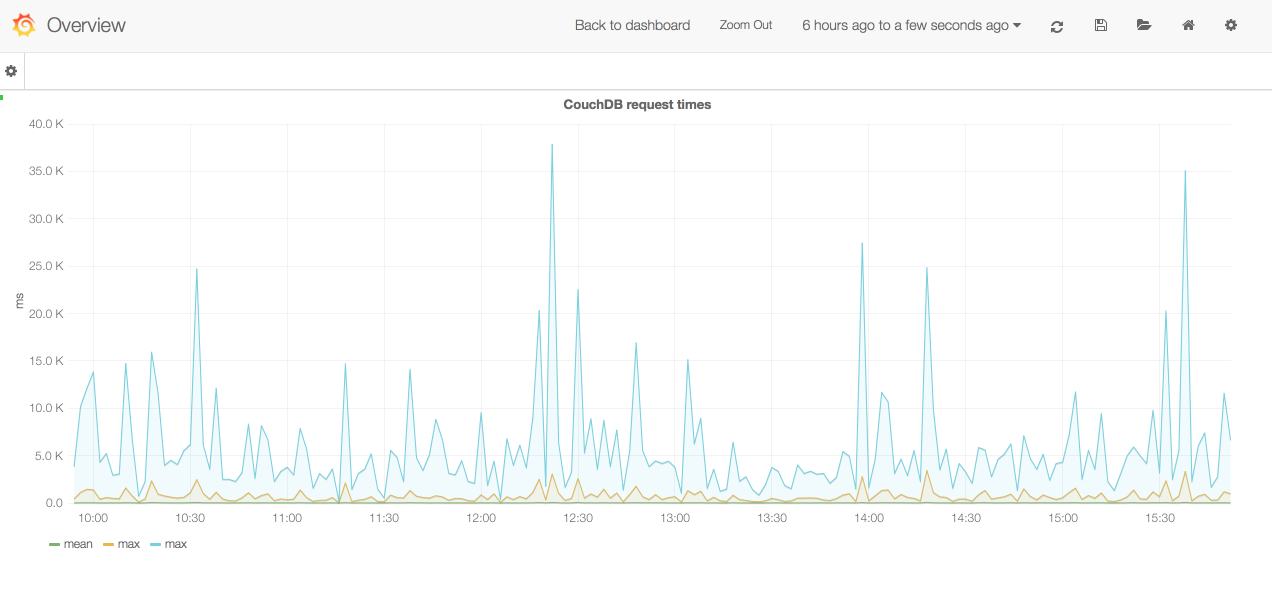 Overview Back to dashboard Zoom Out 6 hours ago to a few seconds ago
CouchDB request times
40.0 K
35.0 K
30.0 K
25.0 K
20.0 K
15.0 K
10.0 K
5.0 K
0.0
ms
10:00 10:30 11:00 11:30 12:00 12:30 13:00 13:30 14:00 14:30 15:00 15:30
mean max max